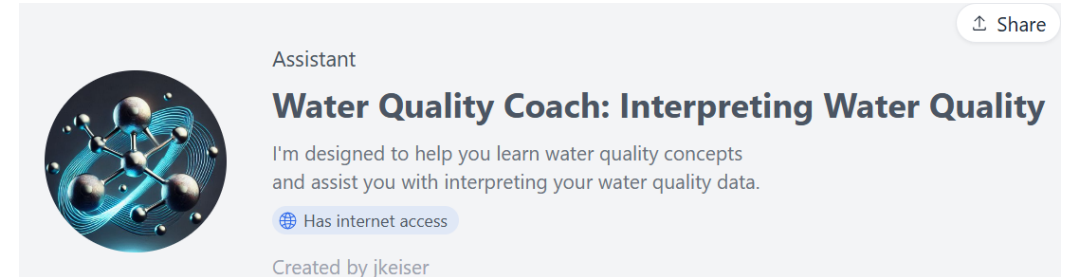 Share
Assistant
Water Quality Coach: Interpreting Water Quality
I'm designed to help you learn water quality concepts
and assist you with interpreting your water quality data.
Has internet access
Created by jkeiser